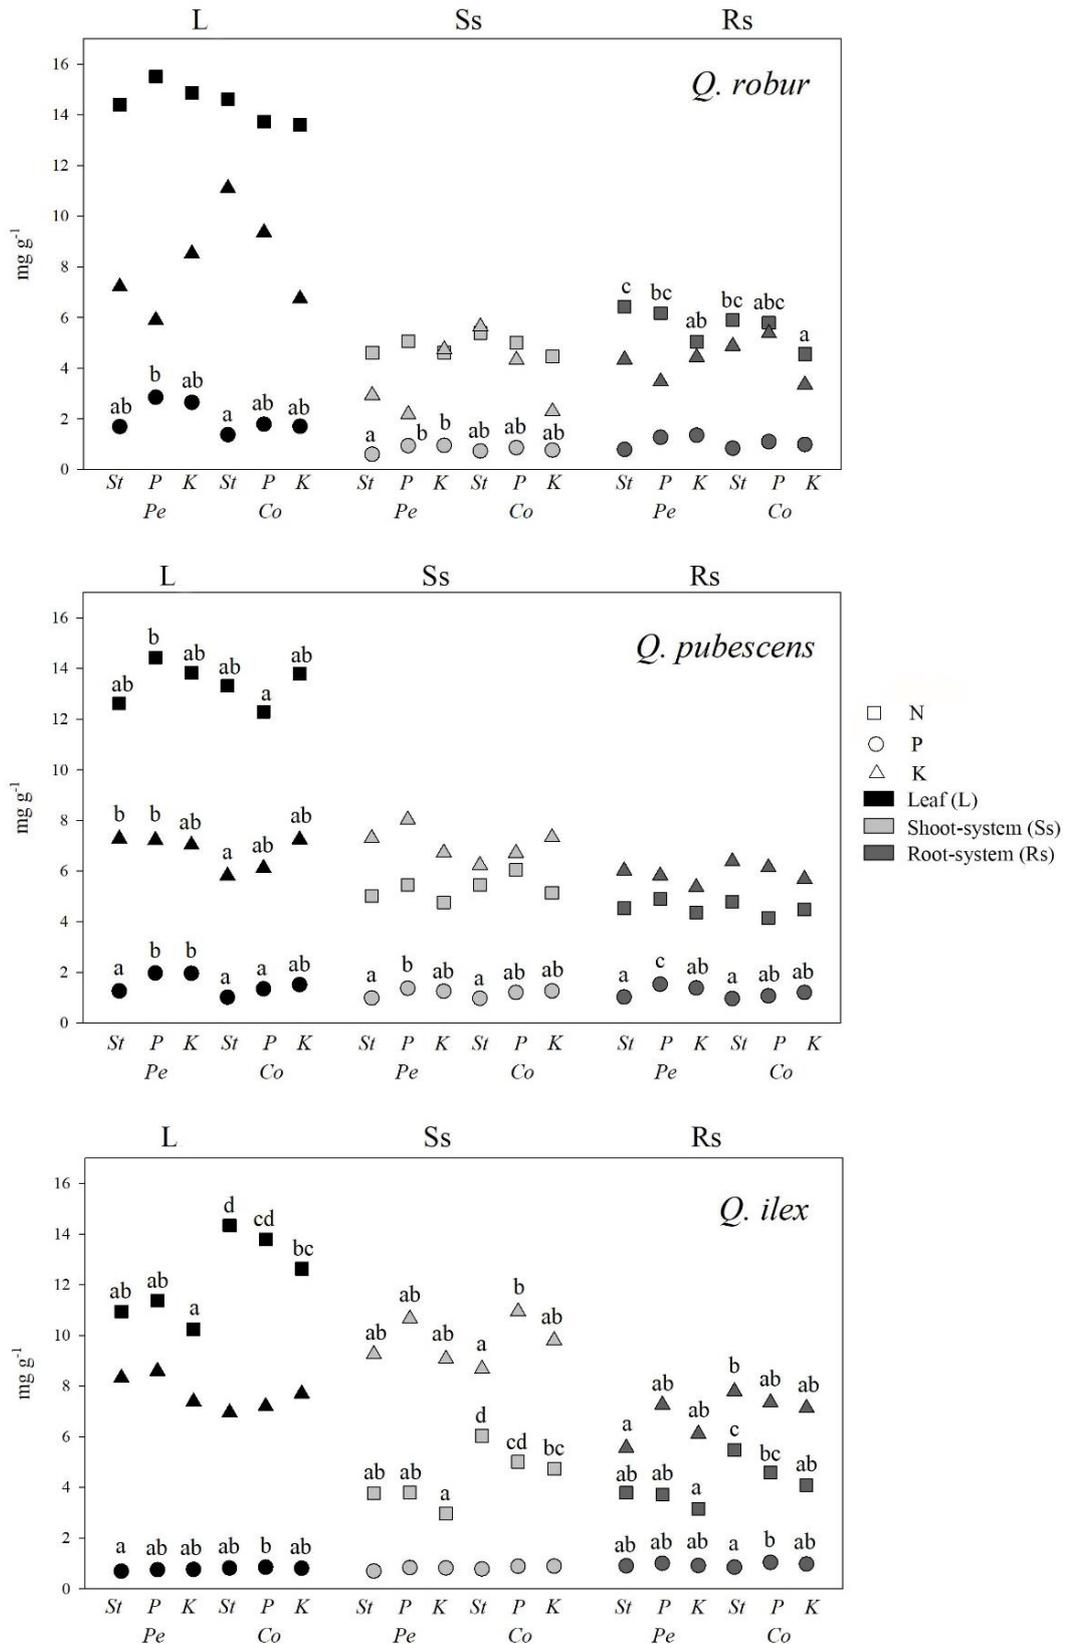 L Ss Rs
Q. robur
mg g-1
16
14
12
10
8
6
4
2
0
b ab ab a ab ab
a b b ab ab ab
c bc ab bc abc a
St P K St P K St P K St P K St P K St P K
Pe Co Pe Co Pe Co
L Ss Rs
Q. pubescens
mg g-1
16
14
12
10
8
6
4
2
0
ab b ab ab a ab
b b ab a ab ab
a b b a a ab
a b ab a ab ab
a c ab a ab ab
St P K St P K St P K St P K St P K St P K
Pe Co Pe Co Pe Co
N
P
K
Leaf (L)
Shoot-system (Ss)
Root-system (Rs)
L Ss Rs
Q. ilex
mg g-1
16
14
12
10
8
6
4
2
0
ab ab a d cd bc
a ab ab ab b ab
ab ab ab a b ab
ab ab a d cd bc
a ab ab b ab ab
ab ab a c bc ab
ab ab ab a b ab
St P K St P K St P K St P K St P K St P K
Pe Co Pe Co Pe Co